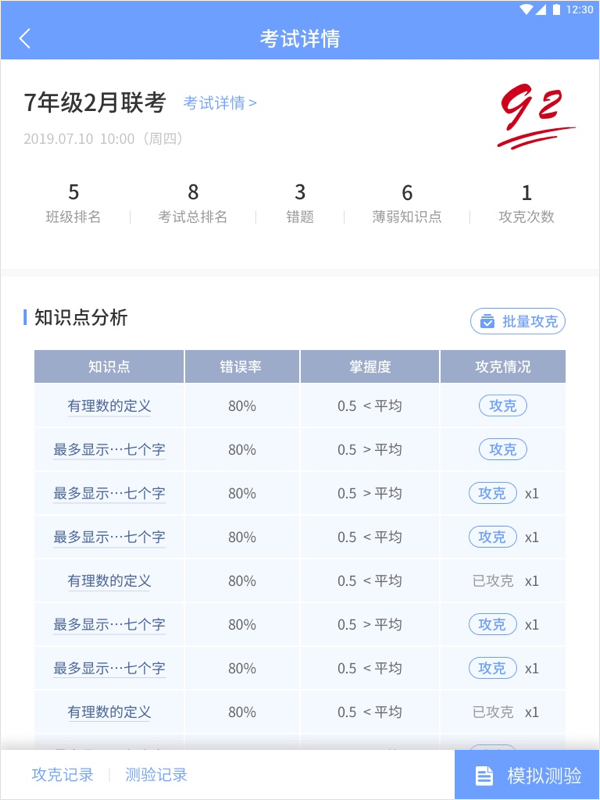 12:30
考试详情
7年级2月联考 考试详情 >
92
2019.07.10 10:00（周四）
5 8 3 6 1
班级排名 考试总排名 错题 薄弱知识点 攻克次数
知识点分析 批量攻克
知识点 错误率 掌握度 攻克情况
有理数的定义 80% 0.5 < 平均 攻克
最多显示···七个字 80% 0.5 > 平均 攻克
最多显示···七个字 80% 0.5 < 平均 攻克 x1
最多显示···七个字 80% 0.5 < 平均 攻克 x1
有理数的定义 80% 0.5 < 平均 已攻克 x1
最多显示···七个字 80% 0.5 > 平均 攻克 x1
最多显示···七个字 80% 0.5 < 平均 攻克 x1
有理数的定义 80% 0.5 < 平均 已攻克 x1
攻克记录 测验记录 模拟测验